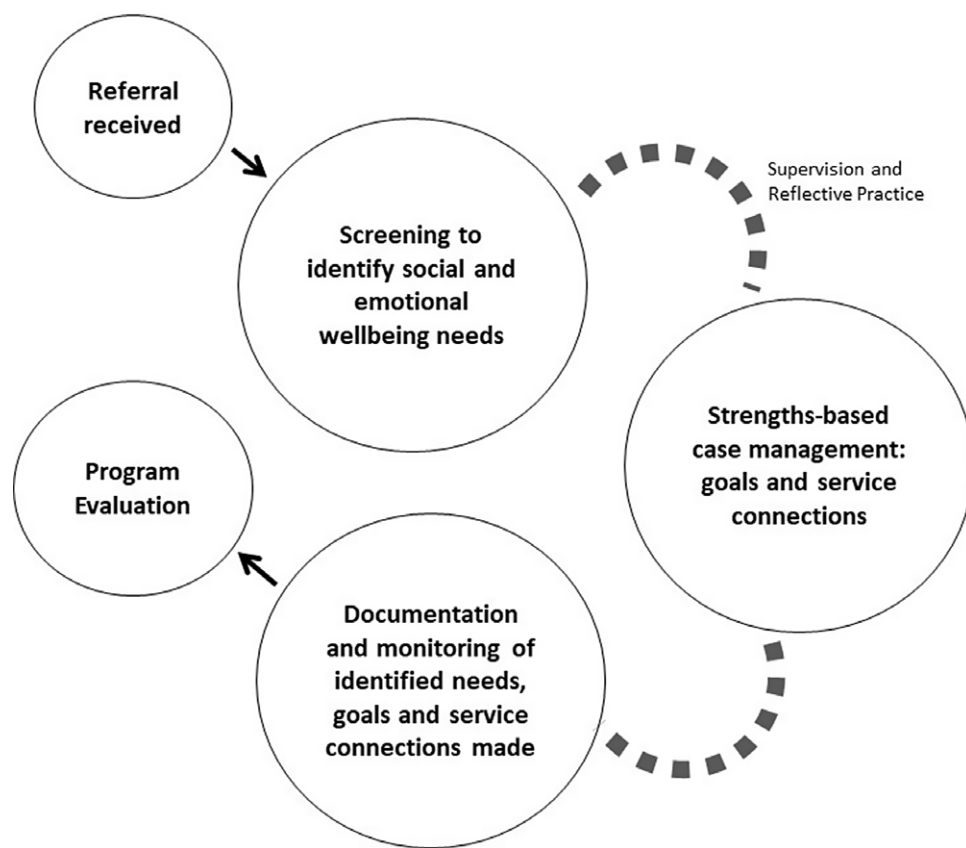 Referral
received
Screening to
identify social and
emotional
wellbeing needs
Supervision and
Reflective Practice
Strengths-based
case management:
goals and service
connections
Documentation
and monitoring of
identified needs,
goals and service
connections made
Program
Evaluation